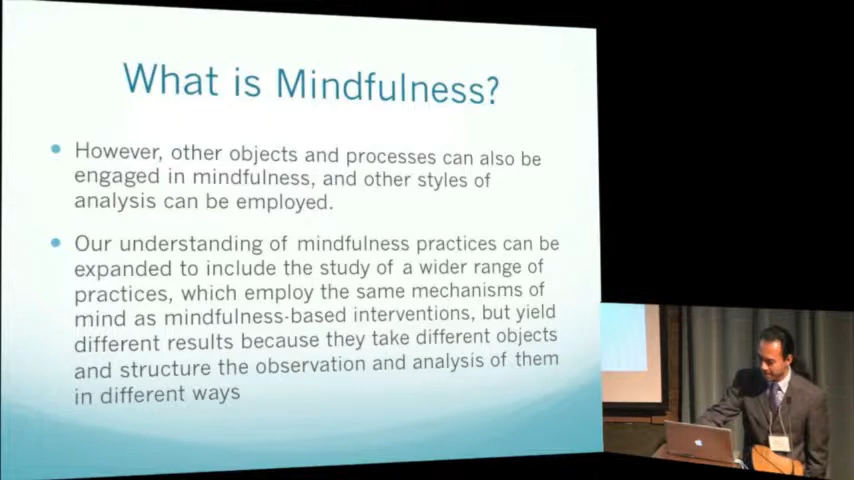 What is Mindfulness?
However, other objects and processes can also be
engaged in mindfulness, and other styles of
analysis can be employed.
Our understanding of mindfulness practices can be
expanded to include the study of a wider range of
practices, which employ the same mechanisms of
mind as mindfulness-based interventions, but yield
different results because they take different objects
and structure the observation and analysis of them
in different ways